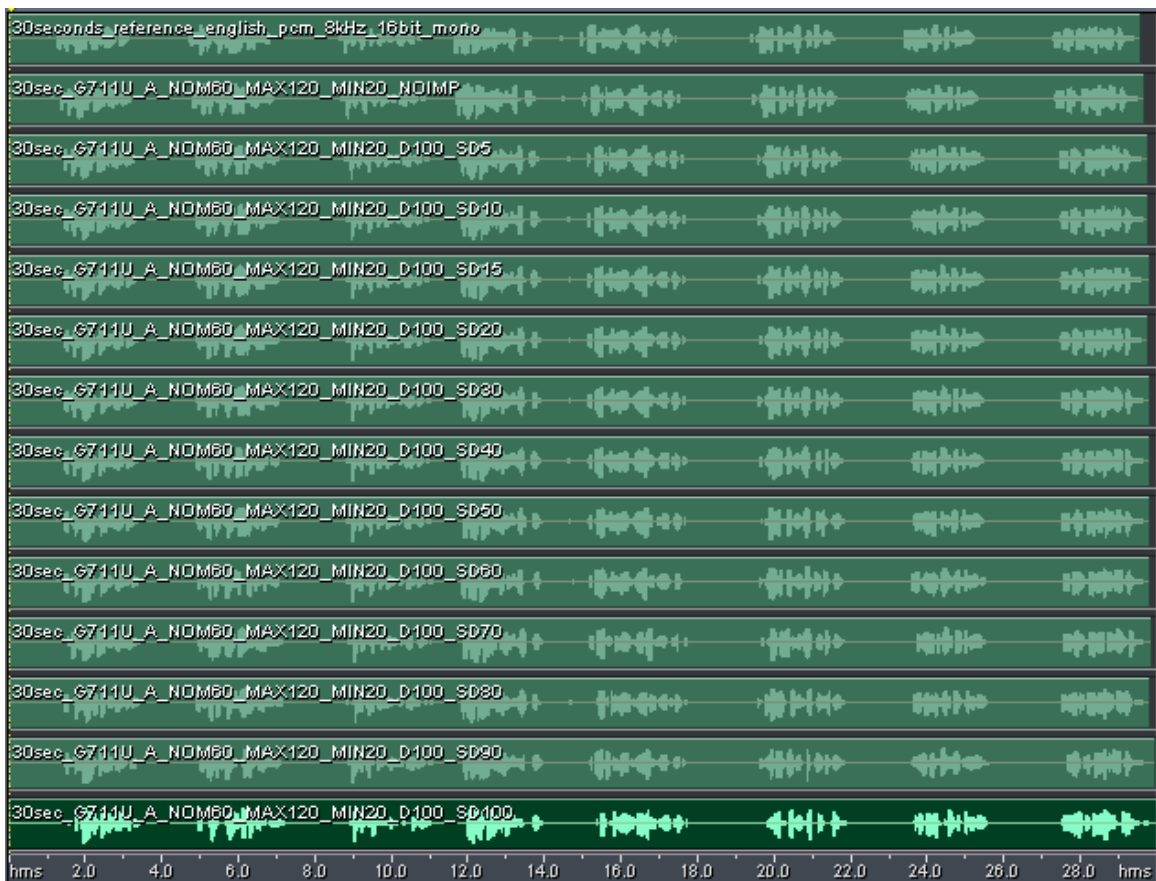 30seconds_reference_english_pcm_8kHz_16bit_mono
30sec_G711U_A_NOM60_MAX120_MIN20_NOIMP
30sec_G711U_A_NOM60_MAX120_MIN20_D100_SD5
30sec_G711U_A_NOM60_MAX120_MIN20_D100_SD10
30sec_G711U_A_NOM60_MAX120_MIN20_D100_SD15
30sec_G711U_A_NOM60_MAX120_MIN20_D100_SD20
30sec_G711U_A_NOM60_MAX120_MIN20_D100_SD30
30sec_G711U_A_NOM60_MAX120_MIN20_D100_SD40
30sec_G711U_A_NOM60_MAX120_MIN20_D100_SD50
30sec_G711U_A_NOM60_MAX120_MIN20_D100_SD60
30sec_G711U_A_NOM60_MAX120_MIN20_D100_SD70
30sec_G711U_A_NOM60_MAX120_MIN20_D100_SD80
30sec_G711U_A_NOM60_MAX120_MIN20_D100_SD90
30sec_G711U_A_NOM60_MAX120_MIN20_D100_SD100
hms 2.0 4.0 6.0 8.0 10.0 12.0 14.0 16.0 18.0 20.0 22.0 24.0 26.0 28.0 hms